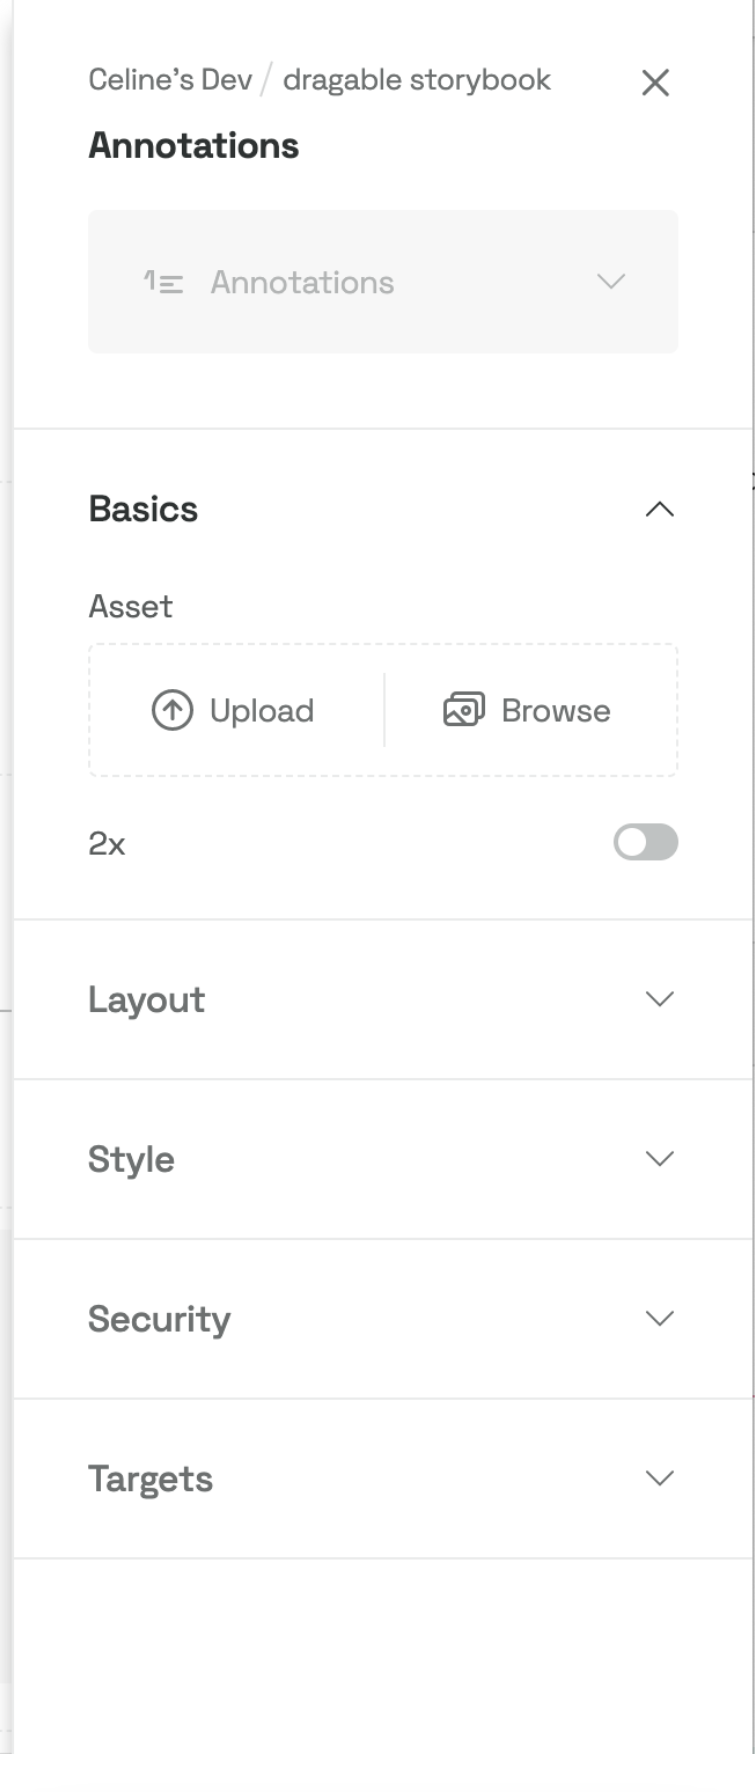 Celine’s Dev / dragable storybook
Annotations
Annotations
Basics
Asset
Upload Browse
2x
Layout
Style
Security
Targets